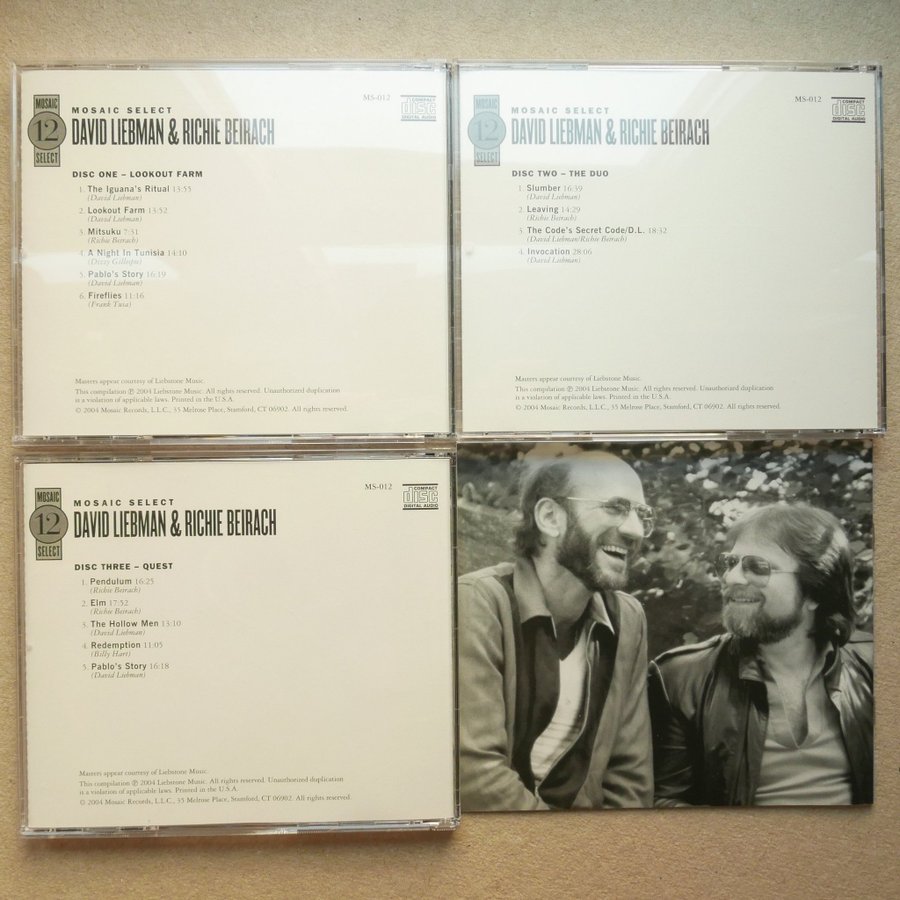 MOSAIC
12
SELECT
MOSAIC SELECT
DAVID LIEBMAN & RICHIE BEIRACH
MS-012
COMPACT
disc
DIGITAL AUDIO
DISC ONE – LOOKOUT FARM
1. The Iguana's Ritual 13:55
(David Liebman)
2. Lookout Farm 13:52
(David Liebman)
3. Mitsuku 7:31
(Richie Beirach)
4. A Night In Tunisia 14:10
(Dizzy Gillespie)
5. Pablo's Story 16:19
(David Liebman)
6. Fireflies 11:16
(Frank Tusa)
Masters appear courtesy of Liebstone Music.
This compilation ℗ 2004 Liebstone Music. All rights reserved. Unauthorized duplication
is a violation of applicable laws. Printed in the U.S.A.
© 2004 Mosaic Records, L.L.C., 35 Melrose Place, Stamford, CT 06902. All rights reserved.
MOSAIC
12
SELECT
MOSAIC SELECT
DAVID LIEBMAN & RICHIE BEIRACH
MS-012
COMPACT
disc
DIGITAL AUDIO
DISC TWO – THE DUO
1. Slumber 16:39
(David Liebman)
2. Leaving 14:29
(Richie Beirach)
3. The Code's Secret Code/D.L. 18:32
(David Liebman/Richie Beirach)
4. Invocation 28:06
(David Liebman)
Masters appear courtesy of Liebstone Music.
This compilation ℗ 2004 Liebstone Music. All rights reserved. Unauthorized duplication
is a violation of applicable laws. Printed in the U.S.A.
© 2004 Mosaic Records, L.L.C., 35 Melrose Place, Stamford, CT 06902. All rights reserved.
MOSAIC
12
SELECT
MOSAIC SELECT
DAVID LIEBMAN & RICHIE BEIRACH
MS-012
COMPACT
disc
DIGITAL AUDIO
DISC THREE – QUEST
1. Pendulum 16:25
(Richie Beirach)
2. Elm 17:52
(Richie Beirach)
3. The Hollow Men 13:10
(David Liebman)
4. Redemption 11:05
(Billy Hart)
5. Pablo's Story 16:18
(David Liebman)
Masters appear courtesy of Liebstone Music.
This compilation ℗ 2004 Liebstone Music. All rights reserved. Unauthorized duplication
is a violation of applicable laws. Printed in the U.S.A.
© 2004 Mosaic Records, L.L.C., 35 Melrose Place, Stamford, CT 06902. All rights reserved.